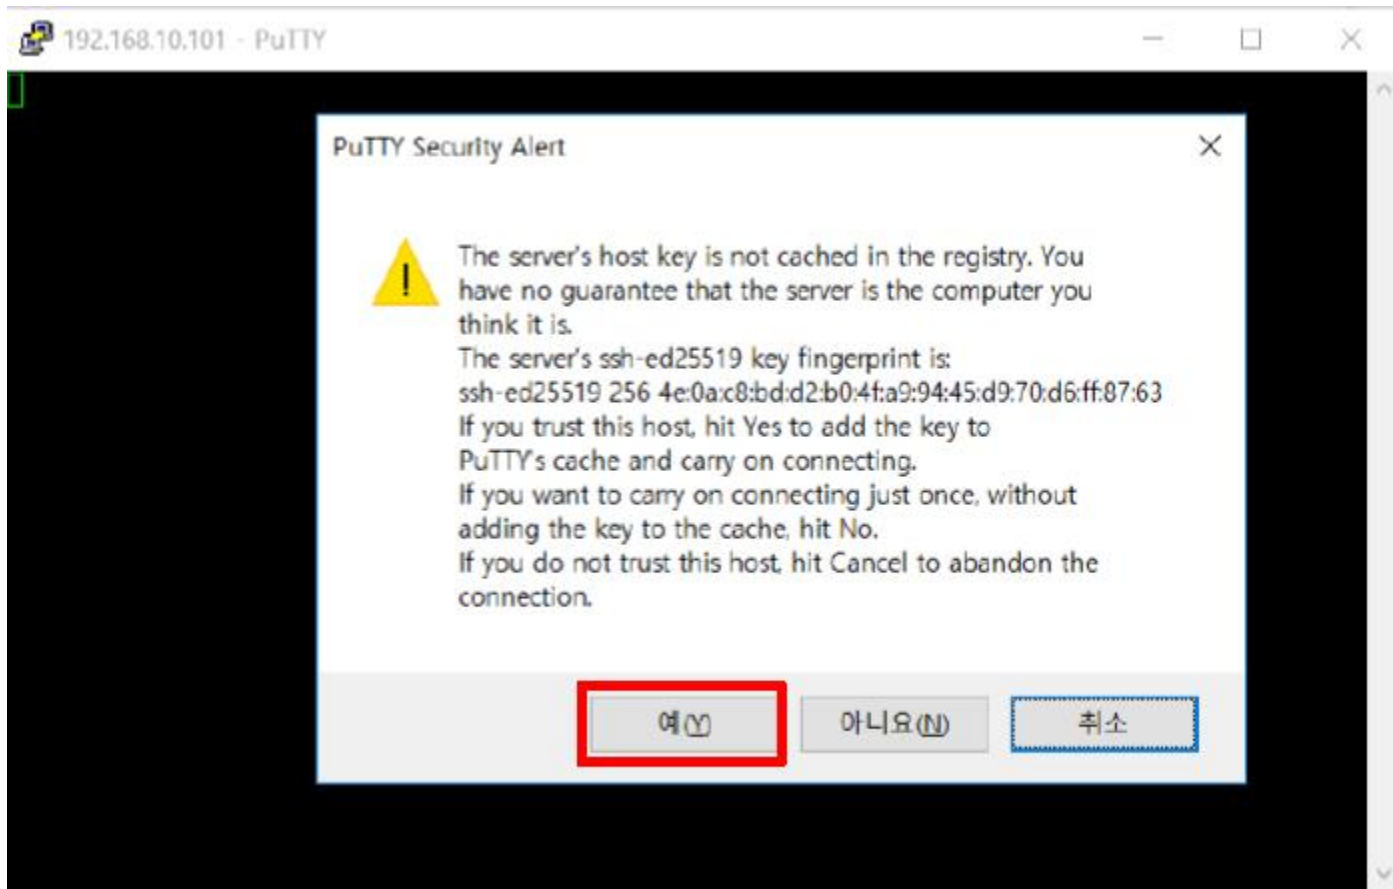 192.168.10.101 - PuTTY
PuTTY Security Alert
The server's host key is not cached in the registry. You
have no guarantee that the server is the computer you
think it is.
The server's ssh-ed25519 key fingerprint is:
ssh-ed25519 256 4e:0a:c8:bd:d2:b0:4f:a9:94:45:d9:70:d6:ff:87:63
If you trust this host, hit Yes to add the key to
PuTTY's cache and carry on connecting.
If you want to carry on connecting just once, without
adding the key to the cache, hit No.
If you do not trust this host, hit Cancel to abandon the
connection.
예(Y) 아니요(N) 취소